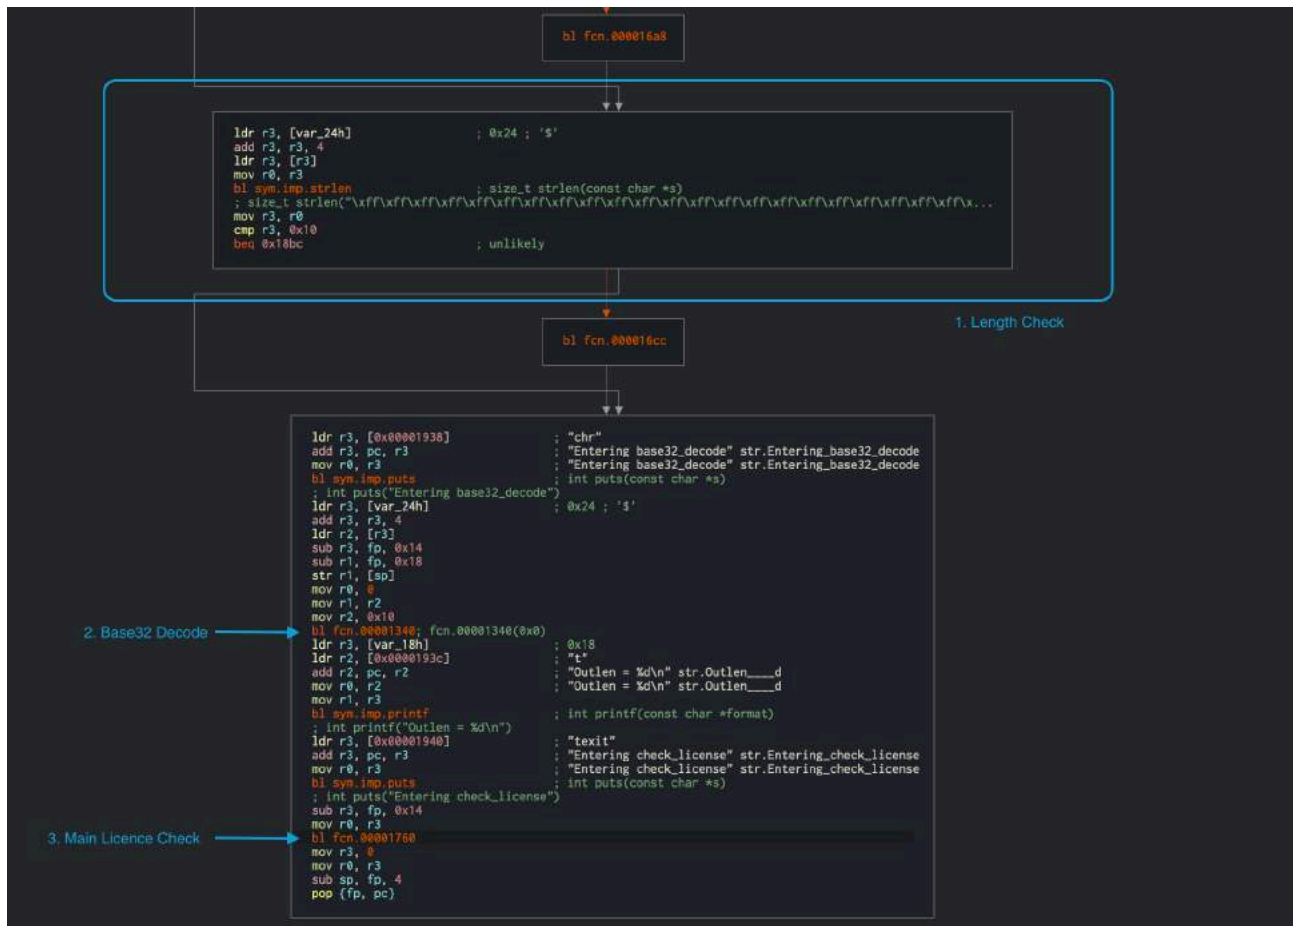 bl fcn.000016a8
ldr r3, [var_24h] ; 0x24 ; '$'
add r3, r3, 4
ldr r3, [r3]
mov r0, r3
bl sym.imp.strlen ; size_t strlen(const char *s)
; size_t strlen("\xff\xff\xff\xff\xff\xff\xff\xff\xff\xff\xff\xff\xff\xff\xff\xff\xff\xff\xff\xff\xff\xff\x...
mov r3, r0
cmp r3, 0x10
beq 0x18bc ; unlikely
1. Length Check
bl fcn.000016cc
ldr r3, [0x00001938] ; "chr"
add r3, pc, r3 ; "Entering base32_decode" str.Entering_base32_decode
mov r0, r3 ; "Entering base32_decode" str.Entering_base32_decode
bl sym.imp.puts ; int puts(const char *s)
; int puts("Entering base32_decode")
ldr r3, [var_24h] ; 0x24 ; '$'
add r3, r3, 4
ldr r2, [r3]
sub r3, fp, 0x14
sub r1, fp, 0x18
str r1, [sp]
mov r0, 0
mov r1, r2
mov r2, 0x10
2. Base32 Decode
bl fcn.00001340; fcn.00001340(0x0)
ldr r3, [var_18h] ; 0x18
ldr r2, [0x0000193c] ; "t"
add r2, pc, r2 ; "Outlen = %d\n" str.Outlen____d
mov r0, r2 ; "Outlen = %d\n" str.Outlen____d
mov r1, r3
bl sym.imp.printf ; int printf(const char *format)
; int printf("Outlen = %d\n")
ldr r3, [0x00001940] ; "texit"
add r3, pc, r3 ; "Entering check_license" str.Entering_check_license
mov r0, r3 ; "Entering check_license" str.Entering_check_license
bl sym.imp.puts ; int puts(const char *s)
; int puts("Entering check_license")
sub r3, fp, 0x14
mov r0, r3
3. Main Licence Check
bl fcn.00001760
mov r3, 0
mov r0, r3
sub sp, fp, 4
pop {fp, pc}